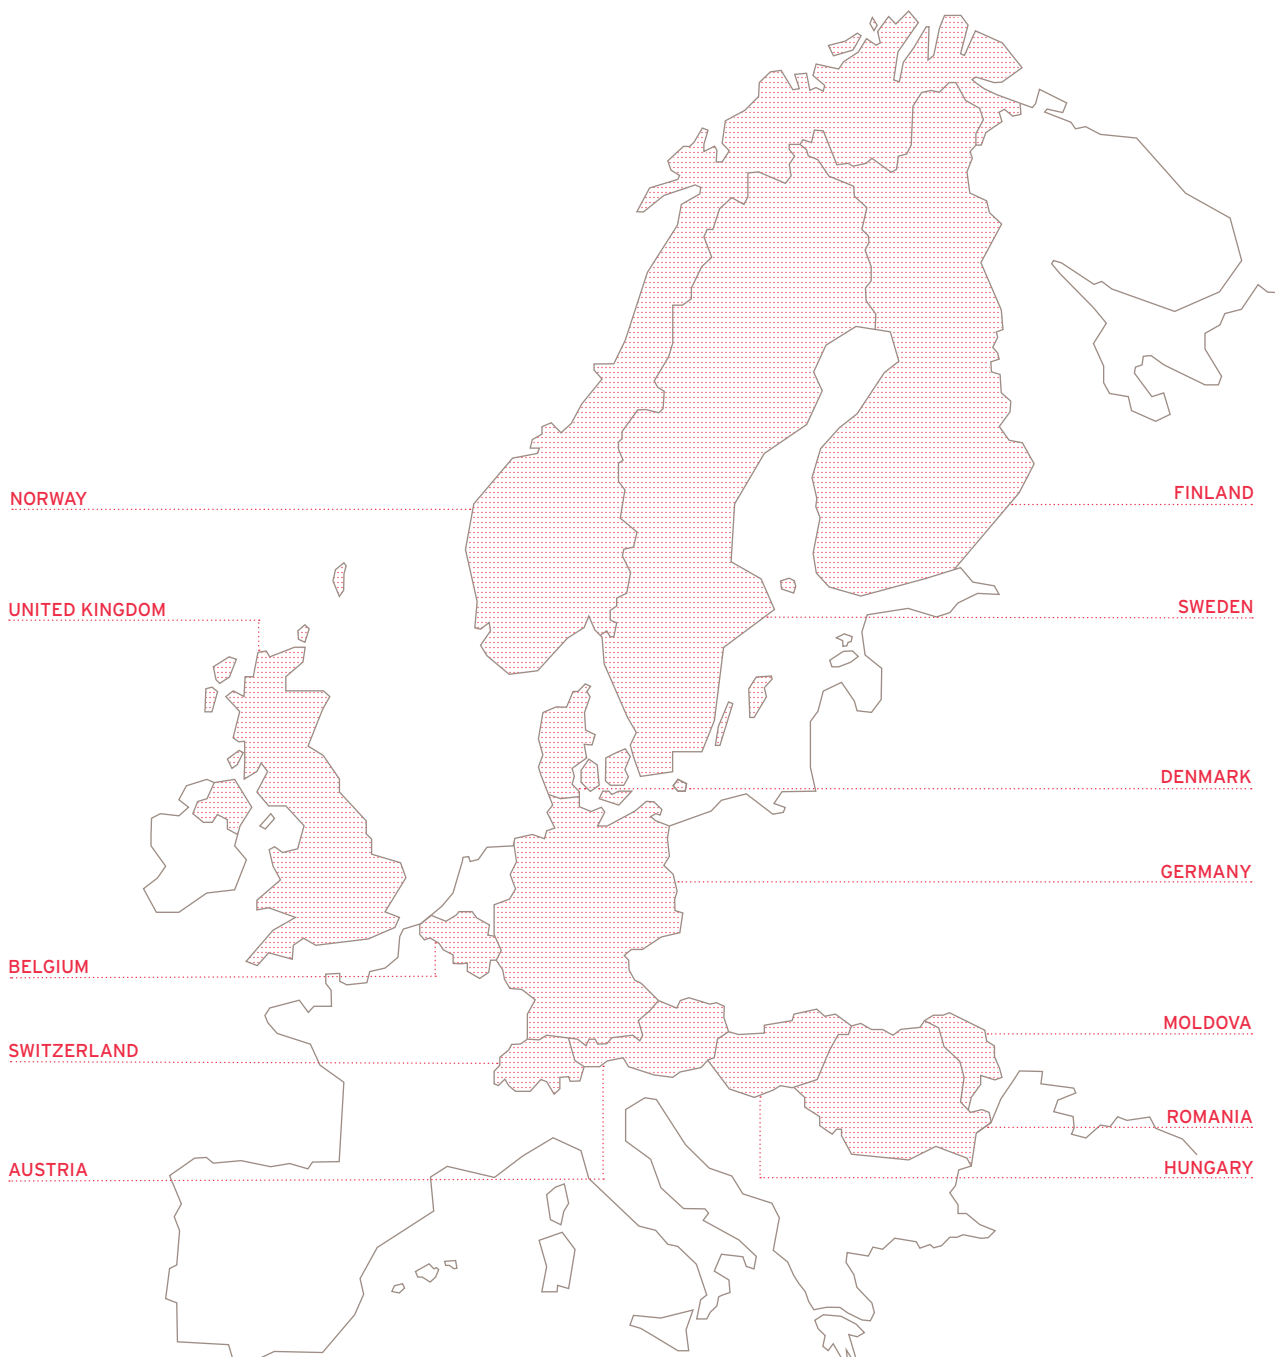 NORWAY
UNITED KINGDOM
BELGIUM
SWITZERLAND
AUSTRIA
FINLAND
SWEDEN
DENMARK
GERMANY
MOLDOVA
ROMANIA
HUNGARY